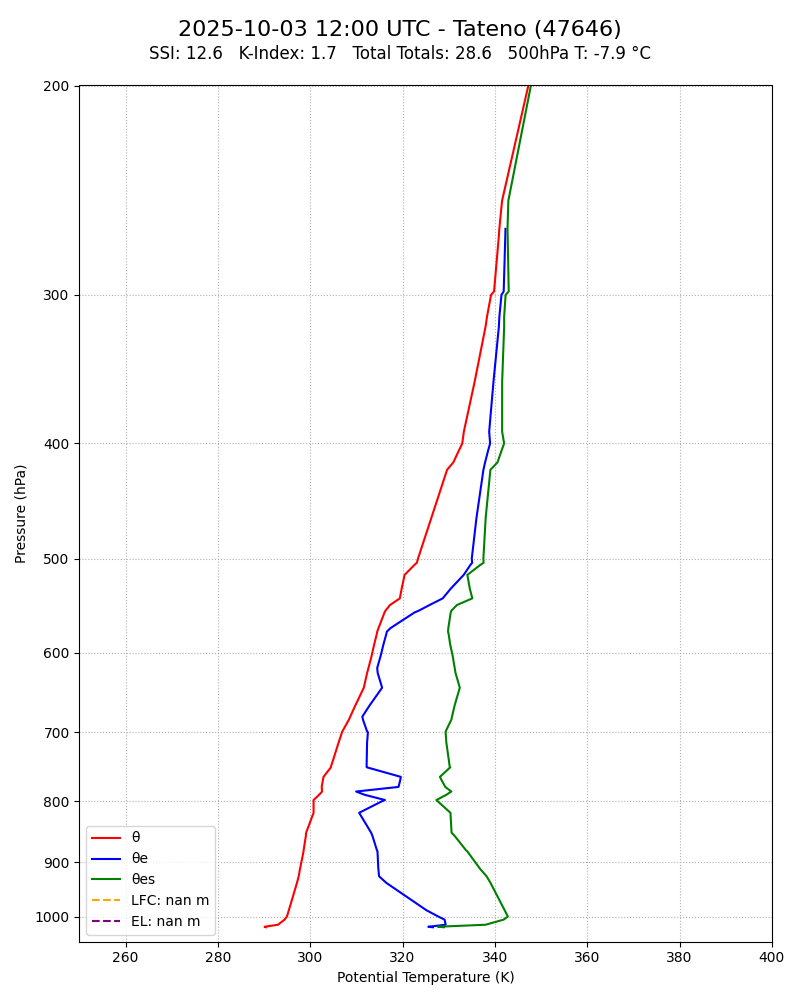 2025-10-03 12:00 UTC - Tateno (47646)
SSI: 12.6   K-Index: 1.7   Total Totals: 28.6   500hPa T: -7.9 °C
200
300
400
500
600
700
800
900
1000
Pressure (hPa)
θ
θe
θes
LFC: nan m
EL: nan m
260
280
300
320
340
360
380
400
Potential Temperature (K)